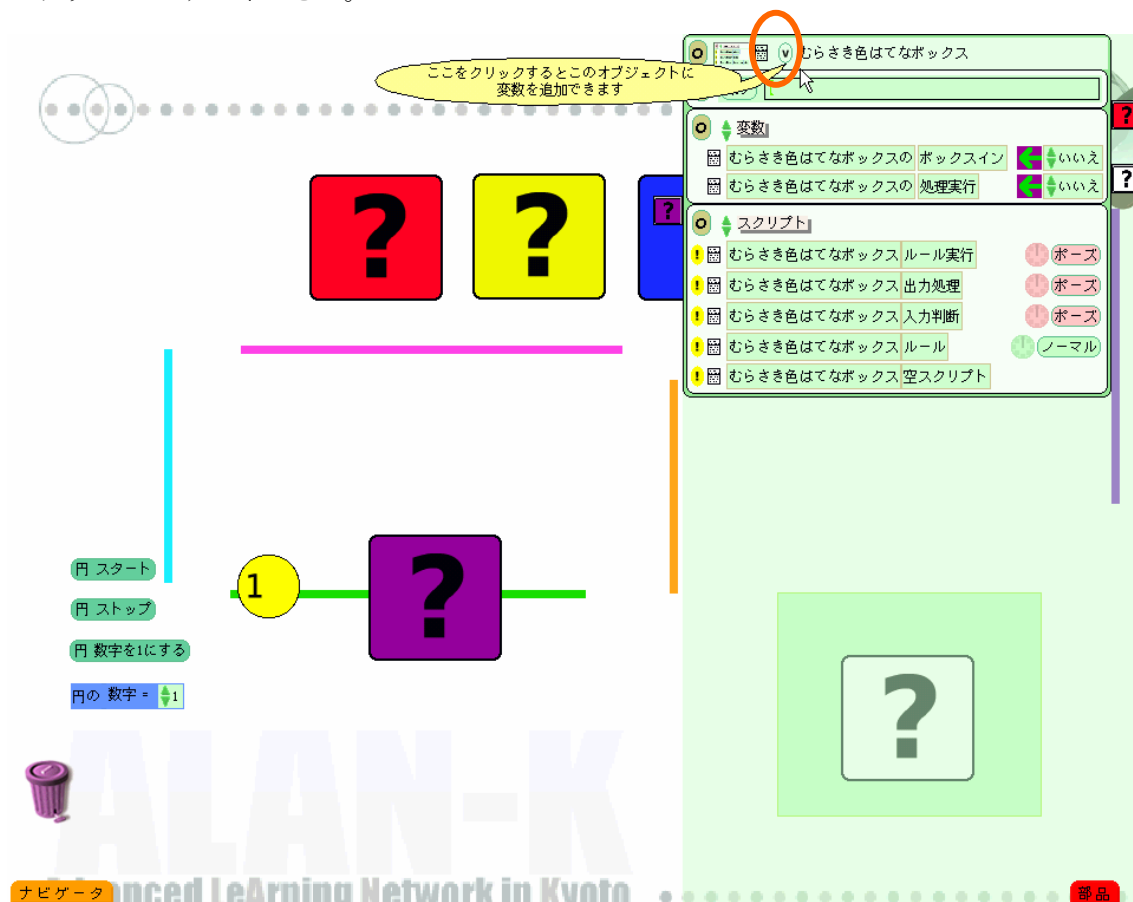 むらさき色はてなボックス
ここをクリックするとこのオブジェクトに
変数を追加できます
変数
むらさき色はてなボックスの ボックスイン いいえ
むらさき色はてなボックスの 処理実行 いいえ
スクリプト
! むらさき色はてなボックス ルール実行 ポーズ
! むらさき色はてなボックス 出力処理 ポーズ
! むらさき色はてなボックス 入力判断 ポーズ
! むらさき色はてなボックス ルール ノーマル
! むらさき色はてなボックス 空スクリプト
? ? ?
?
?
円 スタート
円 ストップ
円 数字を1にする
円の 数字 = 1
1
?
?
ALAN-K
anced LeArning Network in Kyoto
ナビゲータ
部品